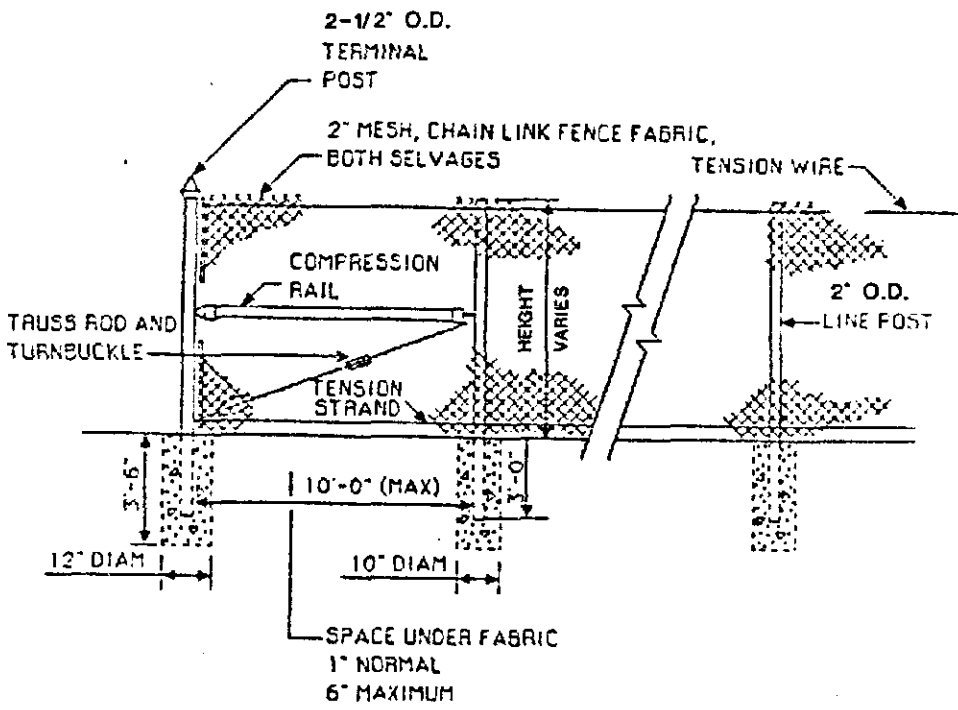 2-1/2" O.D.
TERMINAL
POST
2" MESH, CHAIN LINK FENCE FABRIC,
BOTH SELVAGES
TENSION WIRE
COMPRESSION
RAIL
HEIGHT
VARIES
2" O.D.
LINE POST
TRUSS ROD AND
TURNBUCKLE
TENSION
STRAND
3'-6"
10'-0" (MAX)
3'-0"
12" DIAM
10" DIAM
SPACE UNDER FABRIC
1" NORMAL
6" MAXIMUM